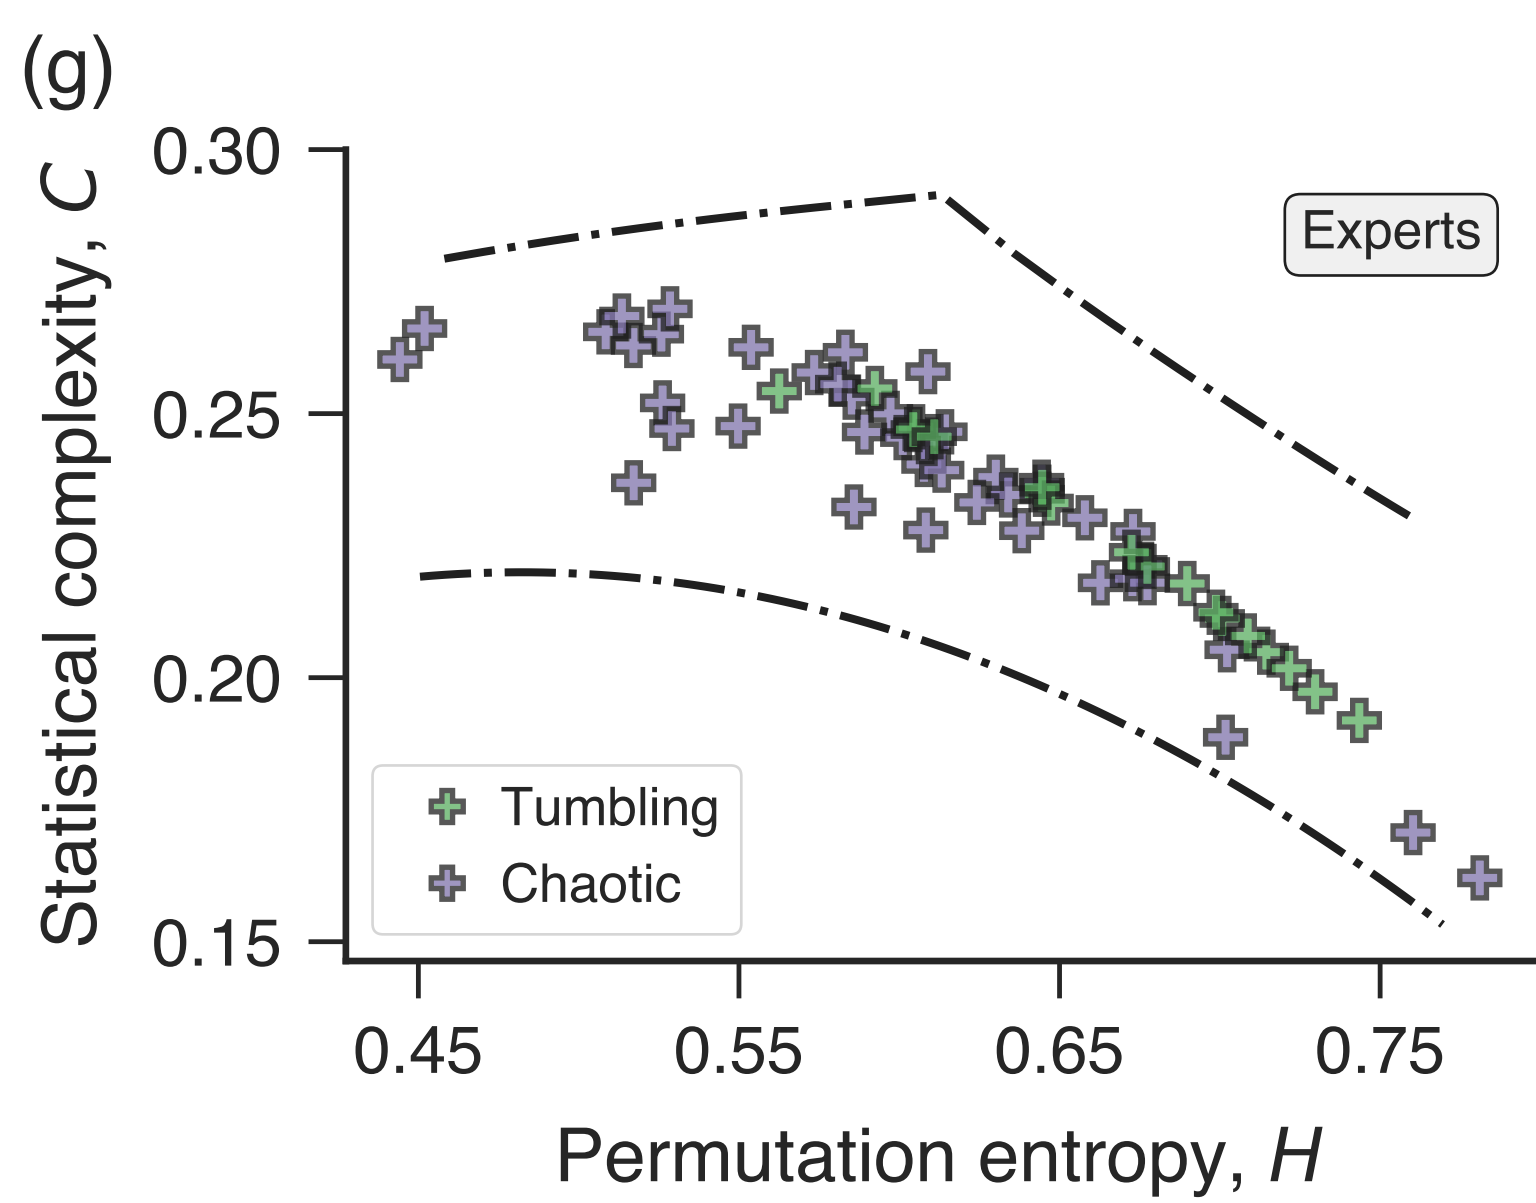 (g)
Statistical complexity, C
0.30
0.25
0.20
0.15
Experts
Tumbling
Chaotic
0.45 0.55 0.65 0.75
Permutation entropy, H